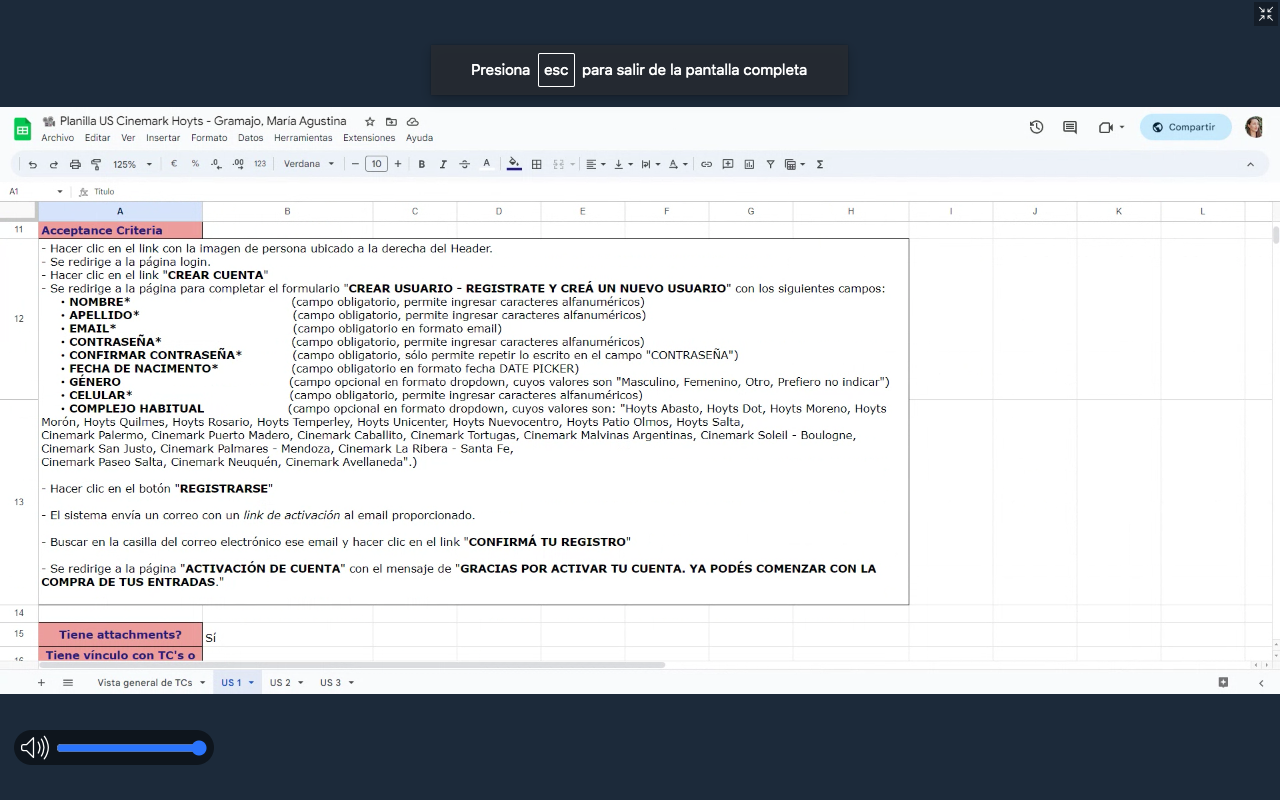 Presiona esc para salir de la pantalla completa
Planilla US Cinemark Hoyts - Gramajo, María Agustina
Archivo Editar Ver Insertar Formato Datos Herramientas Extensiones Ayuda
Compartir
125% € % .0 .00 123 Verdana 10 B I S A Σ
A1 fx Título
A B C D E F G H I J K L
11 Acceptance Criteria
12
- Hacer clic en el link con la imagen de persona ubicado a la derecha del Header.
- Se redirige a la página login.
- Hacer clic en el link "CREAR CUENTA"
- Se redirige a la página para completar el formulario "CREAR USUARIO - REGISTRATE Y CREÁ UN NUEVO USUARIO" con los siguientes campos:
• NOMBRE* (campo obligatorio, permite ingresar caracteres alfanuméricos)
• APELLIDO* (campo obligatorio, permite ingresar caracteres alfanuméricos)
• EMAIL* (campo obligatorio en formato email)
• CONTRASEÑA* (campo obligatorio, permite ingresar caracteres alfanuméricos)
• CONFIRMAR CONTRASEÑA* (campo obligatorio, sólo permite repetir lo escrito en el campo "CONTRASEÑA")
• FECHA DE NACIMENTO* (campo obligatorio en formato fecha DATE PICKER)
• GÉNERO (campo opcional en formato dropdown, cuyos valores son "Masculino, Femenino, Otro, Prefiero no indicar")
• CELULAR* (campo obligatorio, permite ingresar caracteres alfanuméricos)
• COMPLEJO HABITUAL (campo opcional en formato dropdown, cuyos valores son: "Hoyts Abasto, Hoyts Dot, Hoyts Moreno, Hoyts
Morón, Hoyts Quilmes, Hoyts Rosario, Hoyts Temperley, Hoyts Unicenter, Hoyts Nuevocentro, Hoyts Patio Olmos, Hoyts Salta,
Cinemark Palermo, Cinemark Puerto Madero, Cinemark Caballito, Cinemark Tortugas, Cinemark Malvinas Argentinas, Cinemark Soleil - Boulogne,
Cinemark San Justo, Cinemark Palmares - Mendoza, Cinemark La Ribera - Santa Fe,
Cinemark Paseo Salta, Cinemark Neuquén, Cinemark Avellaneda".)
13
- Hacer clic en el botón "REGISTRARSE"
- El sistema envía un correo con un link de activación al email proporcionado.
- Buscar en la casilla del correo electrónico ese email y hacer clic en el link "CONFIRMÁ TU REGISTRO"
- Se redirige a la página "ACTIVACIÓN DE CUENTA" con el mensaje de "GRACIAS POR ACTIVAR TU CUENTA. YA PODÉS COMENZAR CON LA
COMPRA DE TUS ENTRADAS."
14
15 Tiene attachments? Sí
16 Tiene vínculo con TC's o
Vista general de TCs US 1 US 2 US 3